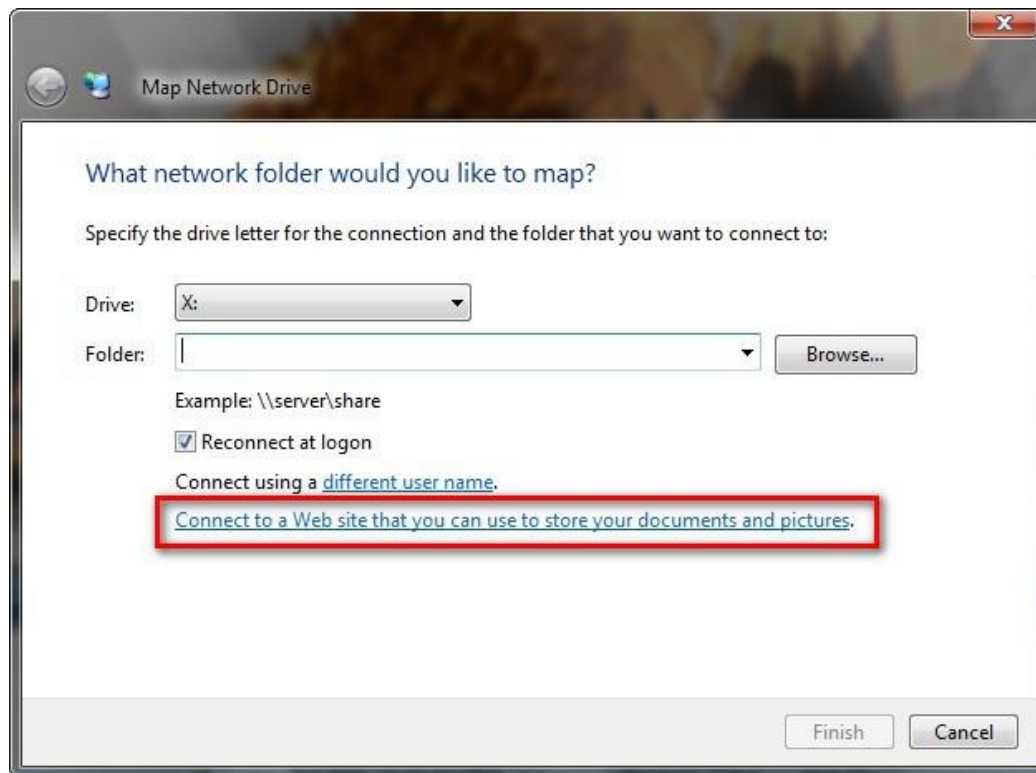 Map Network Drive
What network folder would you like to map?
Specify the drive letter for the connection and the folder that you want to connect to:
Drive: X:
Folder: Browse...
Example: \\server\share
Reconnect at logon
Connect using a different user name.
Connect to a Web site that you can use to store your documents and pictures.
Finish Cancel